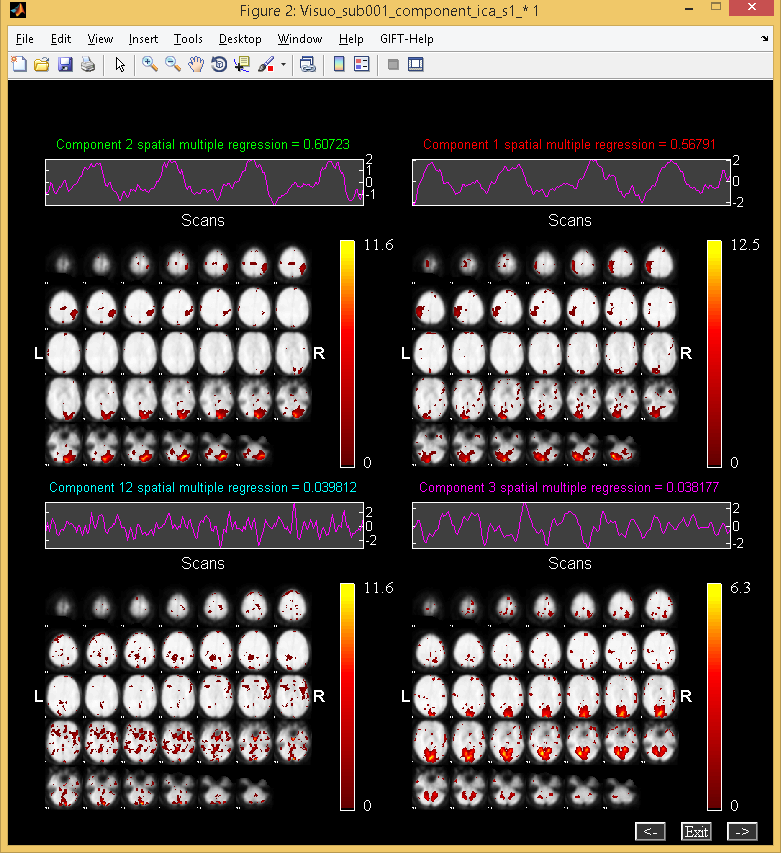 Figure 2: Visuo_sub001_component_ica_s1_* 1
File Edit View Insert Tools Desktop Window Help GIFT-Help
Component 2 spatial multiple regression = 0.60723
2
1
0
-1
Scans
11.6
L
R
0
Component 1 spatial multiple regression = 0.56791
2
0
-2
Scans
12.5
L
R
0
Component 12 spatial multiple regression = 0.039812
2
0
-2
Scans
11.6
L
R
0
Component 3 spatial multiple regression = 0.038177
2
0
-2
Scans
6.3
L
R
0
<- Exit ->